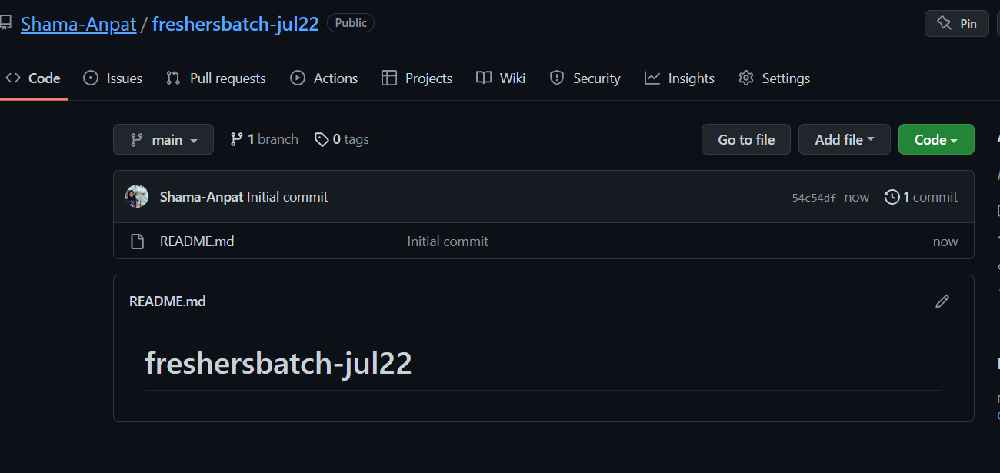 Shama-Anpat / freshersbatch-jul22 Public Pin
Code Issues Pull requests Actions Projects Wiki Security Insights Settings
main 1 branch 0 tags Go to file Add file Code
Shama-Anpat Initial commit 54c54df now 1 commit
README.md Initial commit now
README.md
freshersbatch-jul22